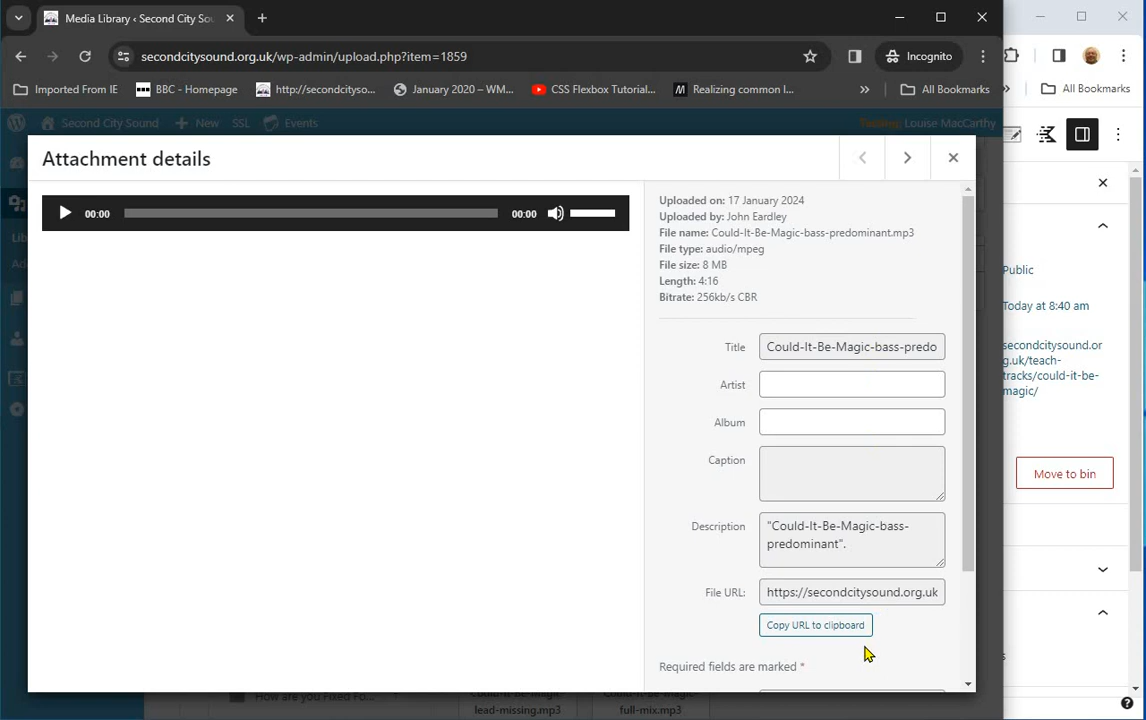 Media Library ‹ Second City Sou
secondcitysound.org.uk/wp-admin/upload.php?item=1859
Incognito
Imported From IE
BBC - Homepage
http://secondcityso...
January 2020 – WM...
CSS Flexbox Tutorial...
Realizing common l...
»
All Bookmarks
»
All Bookmarks
Second City Sound
New
SSL
Events
Louise MacCarthy
Attachment details
00:00
00:00
Uploaded on: 17 January 2024
Uploaded by: John Eardley
File name: Could-It-Be-Magic-bass-predominant.mp3
File type: audio/mpeg
File size: 8 MB
Length: 4:16
Bitrate: 256kb/s CBR
Title
Could-It-Be-Magic-bass-predo
Artist
Album
Caption
Description
"Could-It-Be-Magic-bass-
predominant".
File URL:
https://secondcitysound.org.uk
Copy URL to clipboard
Required fields are marked *
Public
Today at 8:40 am
secondcitysound.or
g.uk/teach-
tracks/could-it-be-
magic/
Move to bin
How are you Fixed Fo...
lead-missing.mp3
full-mix.mp3